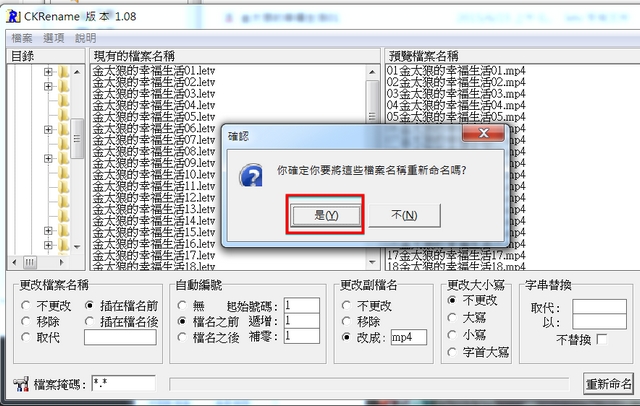 CKRename 版本 1.08
檔案 選項 說明
目錄
現有的檔案名稱
預覽檔案名稱
金太狼的幸福生活01.letv
金太狼的幸福生活02.letv
金太狼的幸福生活03.letv
金太狼的幸福生活04.letv
金太狼的幸福生活05.letv
金太狼的幸福生活06.letv
金太狼的幸福生活07.letv
金太狼的幸福生活08.letv
金太狼的幸福生活09.letv
金太狼的幸福生活10.letv
金太狼的幸福生活11.letv
金太狼的幸福生活12.letv
金太狼的幸福生活13.letv
金太狼的幸福生活14.letv
金太狼的幸福生活15.letv
金太狼的幸福生活16.letv
金太狼的幸福生活17.letv
金太狼的幸福生活18.letv
01金太狼的幸福生活01.mp4
02金太狼的幸福生活02.mp4
03金太狼的幸福生活03.mp4
04金太狼的幸福生活04.mp4
05金太狼的幸福生活05.mp4
17金太狼的幸福生活17.mp4
18金太狼的幸福生活18.mp4
確認
你確定你要將這些檔案名稱重新命名嗎?
是(Y)
不(N)
更改檔案名稱
不更改 插在檔名前
移除 插在檔名後
取代
自動編號
無 起始號碼: 1
檔名之前 遞增: 1
檔名之後 補零: 1
更改副檔名
不更改
移除
改成: mp4
更改大小寫
不更改
大寫
小寫
字首大寫
字串替換
取代:
以:
不替換
檔案掩碼: *.*
重新命名